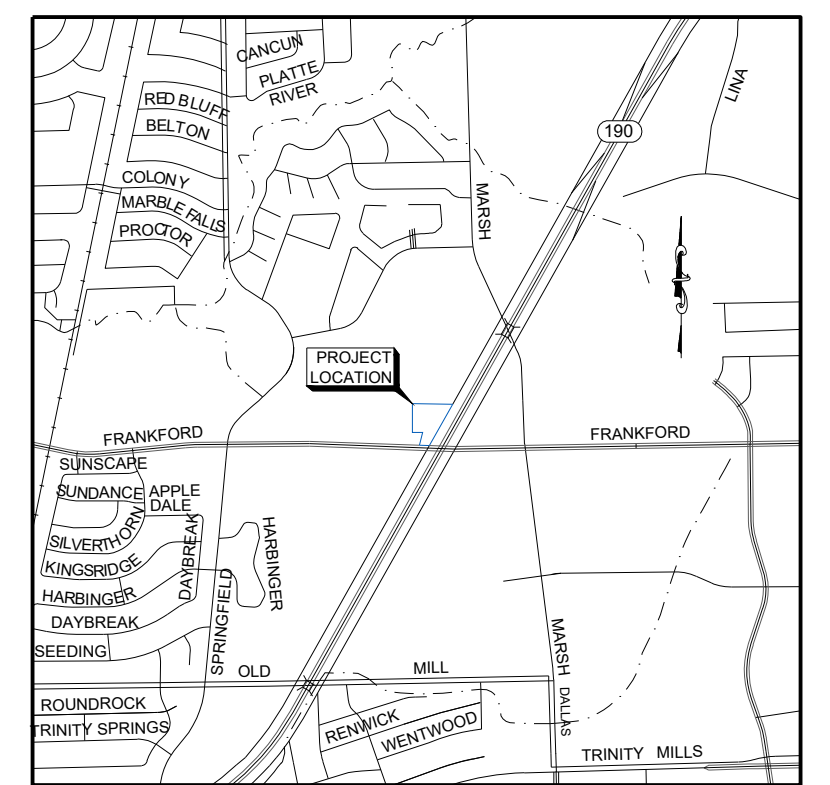 CANCUN
PLATTE
RIVER
RED BLUFF
BELTON
COLONY
MARBLE FALLS
PROCTOR
MARSH
190
LINA
PROJECT
LOCATION
FRANKFORD
FRANKFORD
SUNSCAPE
SUNDANCE
APPLE
DALE
SILVERTHORN
KINGSRIDGE
HARBINGER
DAYBREAK
SEEDING
DAYBREAK
SPRINGFIELD
HARBINGER
OLD
MILL
MARSH
DALLAS
ROUNDROCK
TRINITY SPRINGS
RENWICK
WENTWOOD
TRINITY MILLS